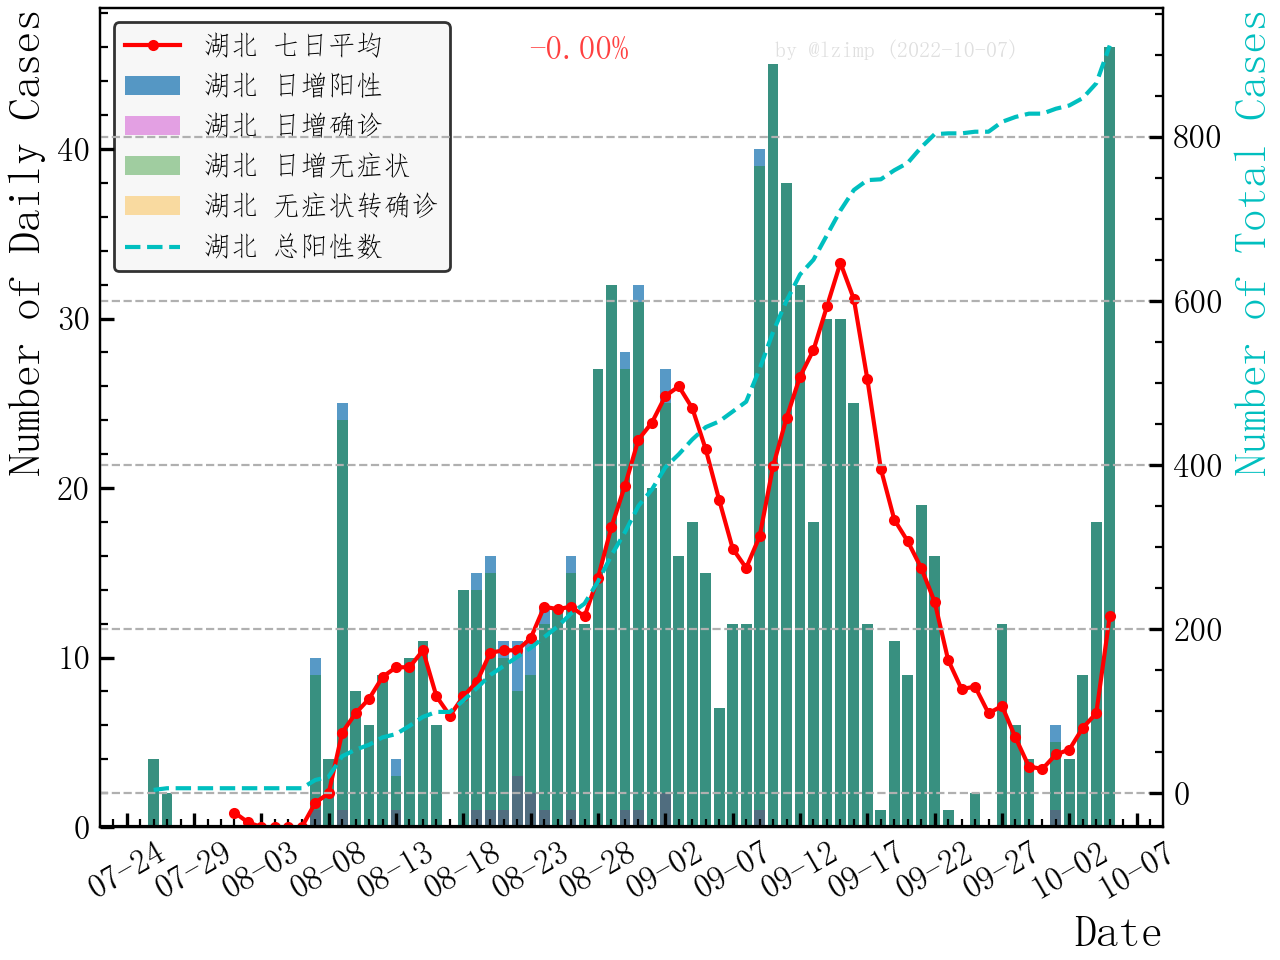 湖北 七日平均
湖北 日增阳性
湖北 日增确诊
湖北 日增无症状
湖北 无症状转确诊
湖北 总阳性数
-0.00%
by @lzimp (2022-10-07)
Number of Daily Cases
40
30
20
10
0
Number of Total Cases
800
600
400
200
0
07-24 07-29 08-03 08-08 08-13 08-18 08-23 08-28 09-02 09-07 09-12 09-17 09-22 09-27 10-02 10-07
Date